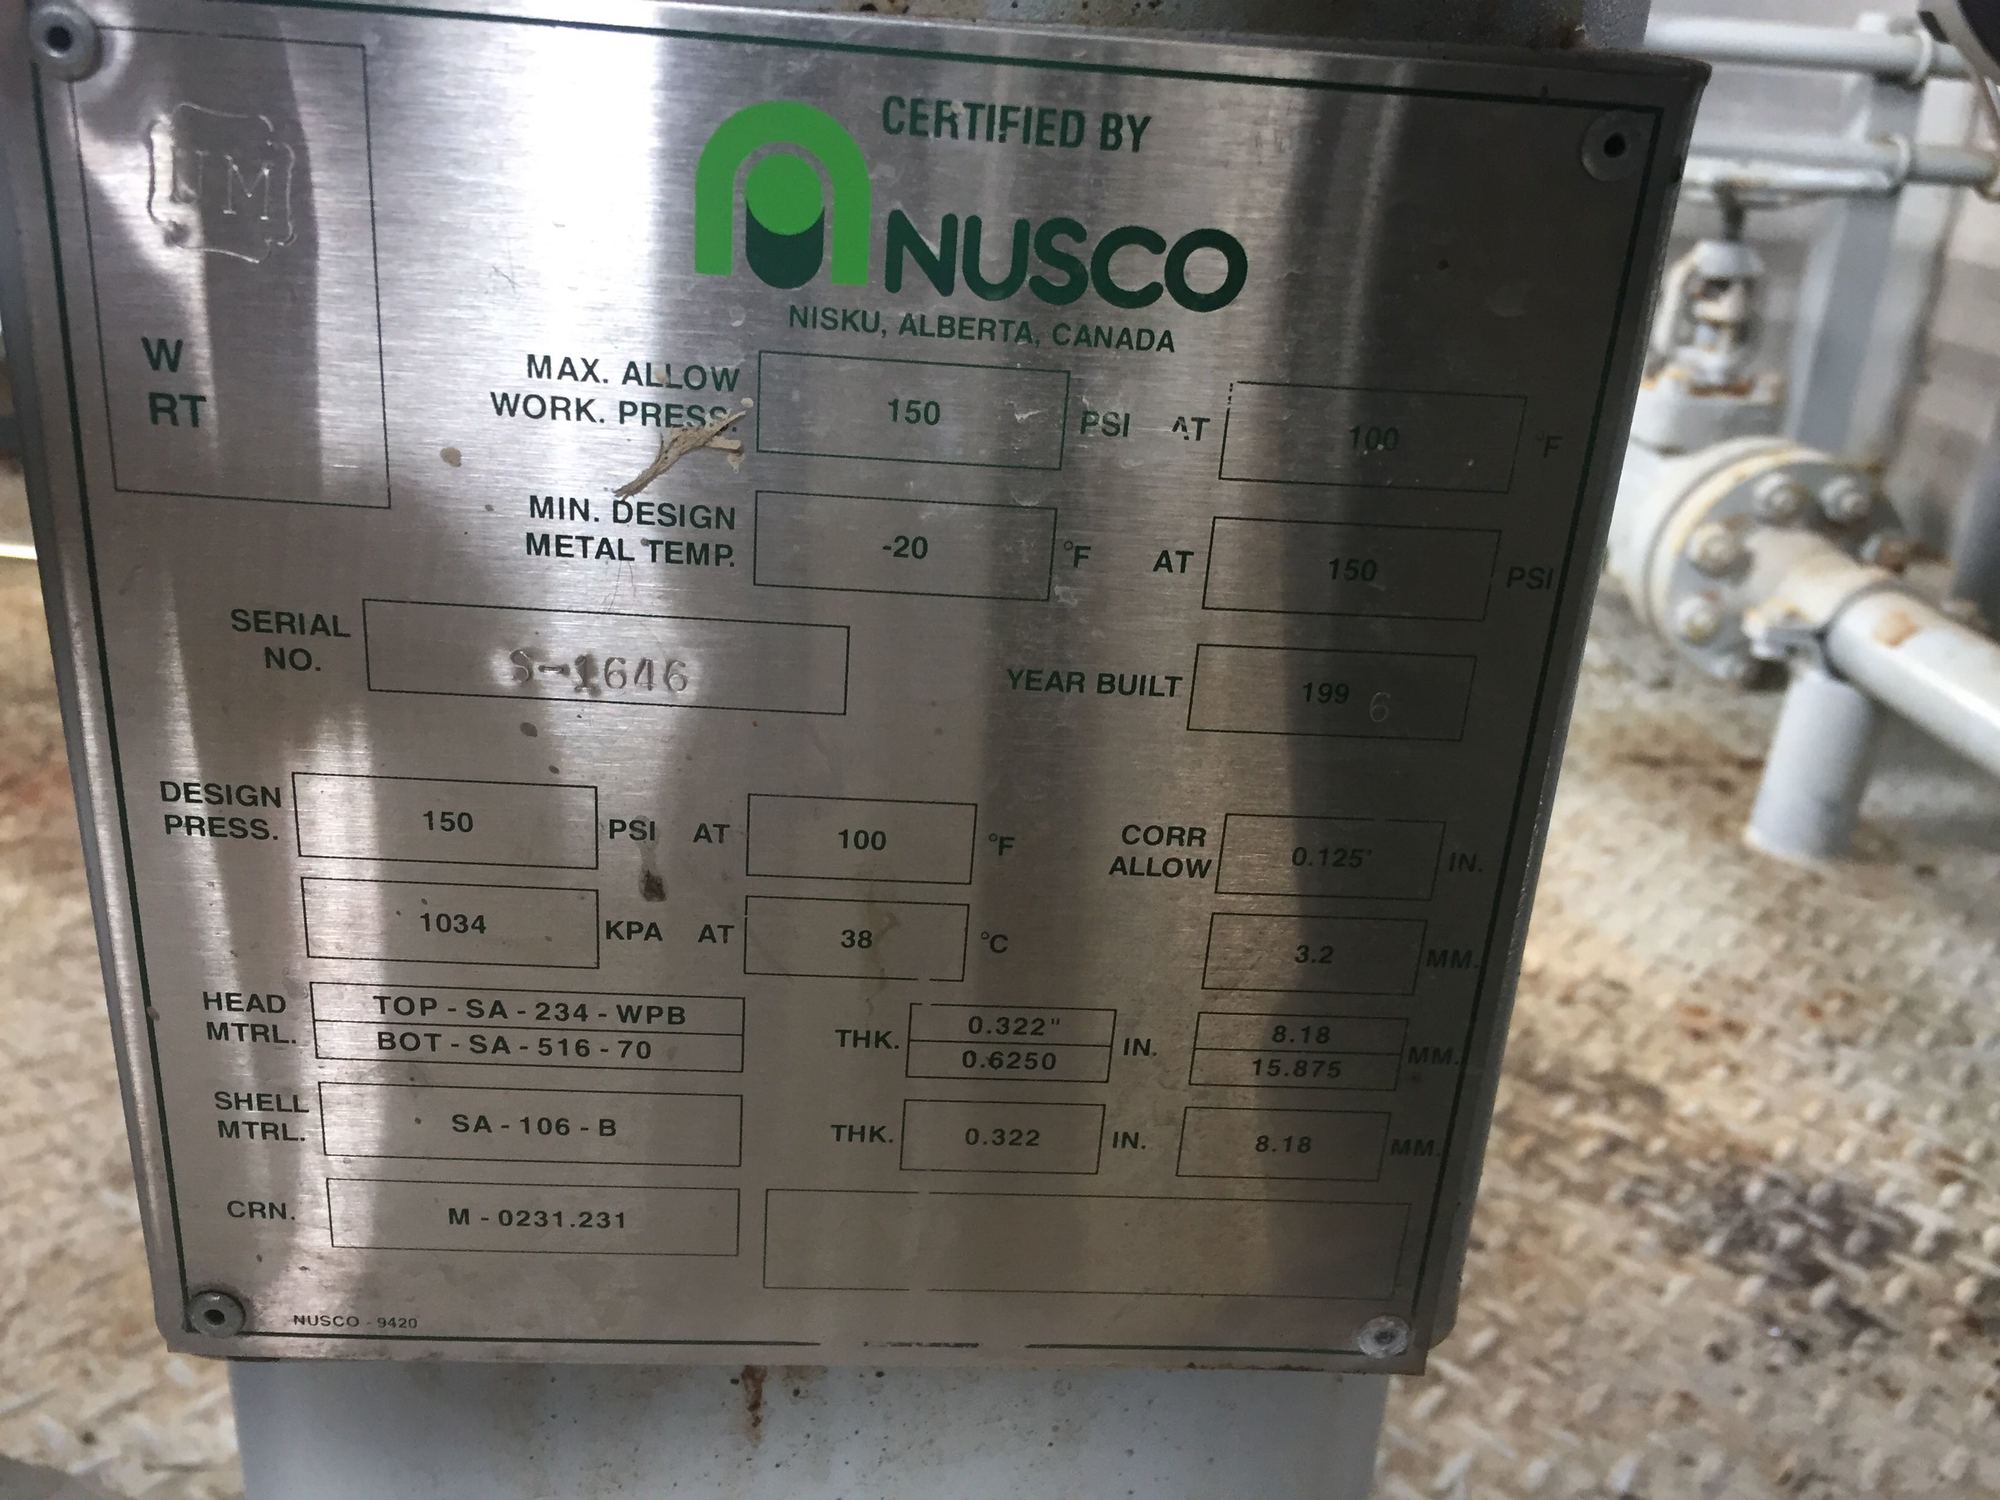 UM
W
RT
CERTIFIED BY
NUSCO
NISKU, ALBERTA, CANADA
MAX. ALLOW
WORK. PRESS. 150 PSI AT 100 °F
MIN. DESIGN
METAL TEMP. -20 °F AT 150 PSI
SERIAL
NO. S-1646
YEAR BUILT 199 6
DESIGN
PRESS. 150 PSI AT 100 °F
CORR
ALLOW 0.125" IN.
1034 KPA AT 38 °C
3.2 MM.
HEAD
MTRL.
TOP - SA - 234 - WPB
BOT - SA - 516 - 70
THK.
0.322"
0.6250
IN.
8.18
15.875
MM.
SHELL
MTRL. SA - 106 - B
THK. 0.322 IN. 8.18 MM.
CRN. M - 0231.231
NUSCO - 9420